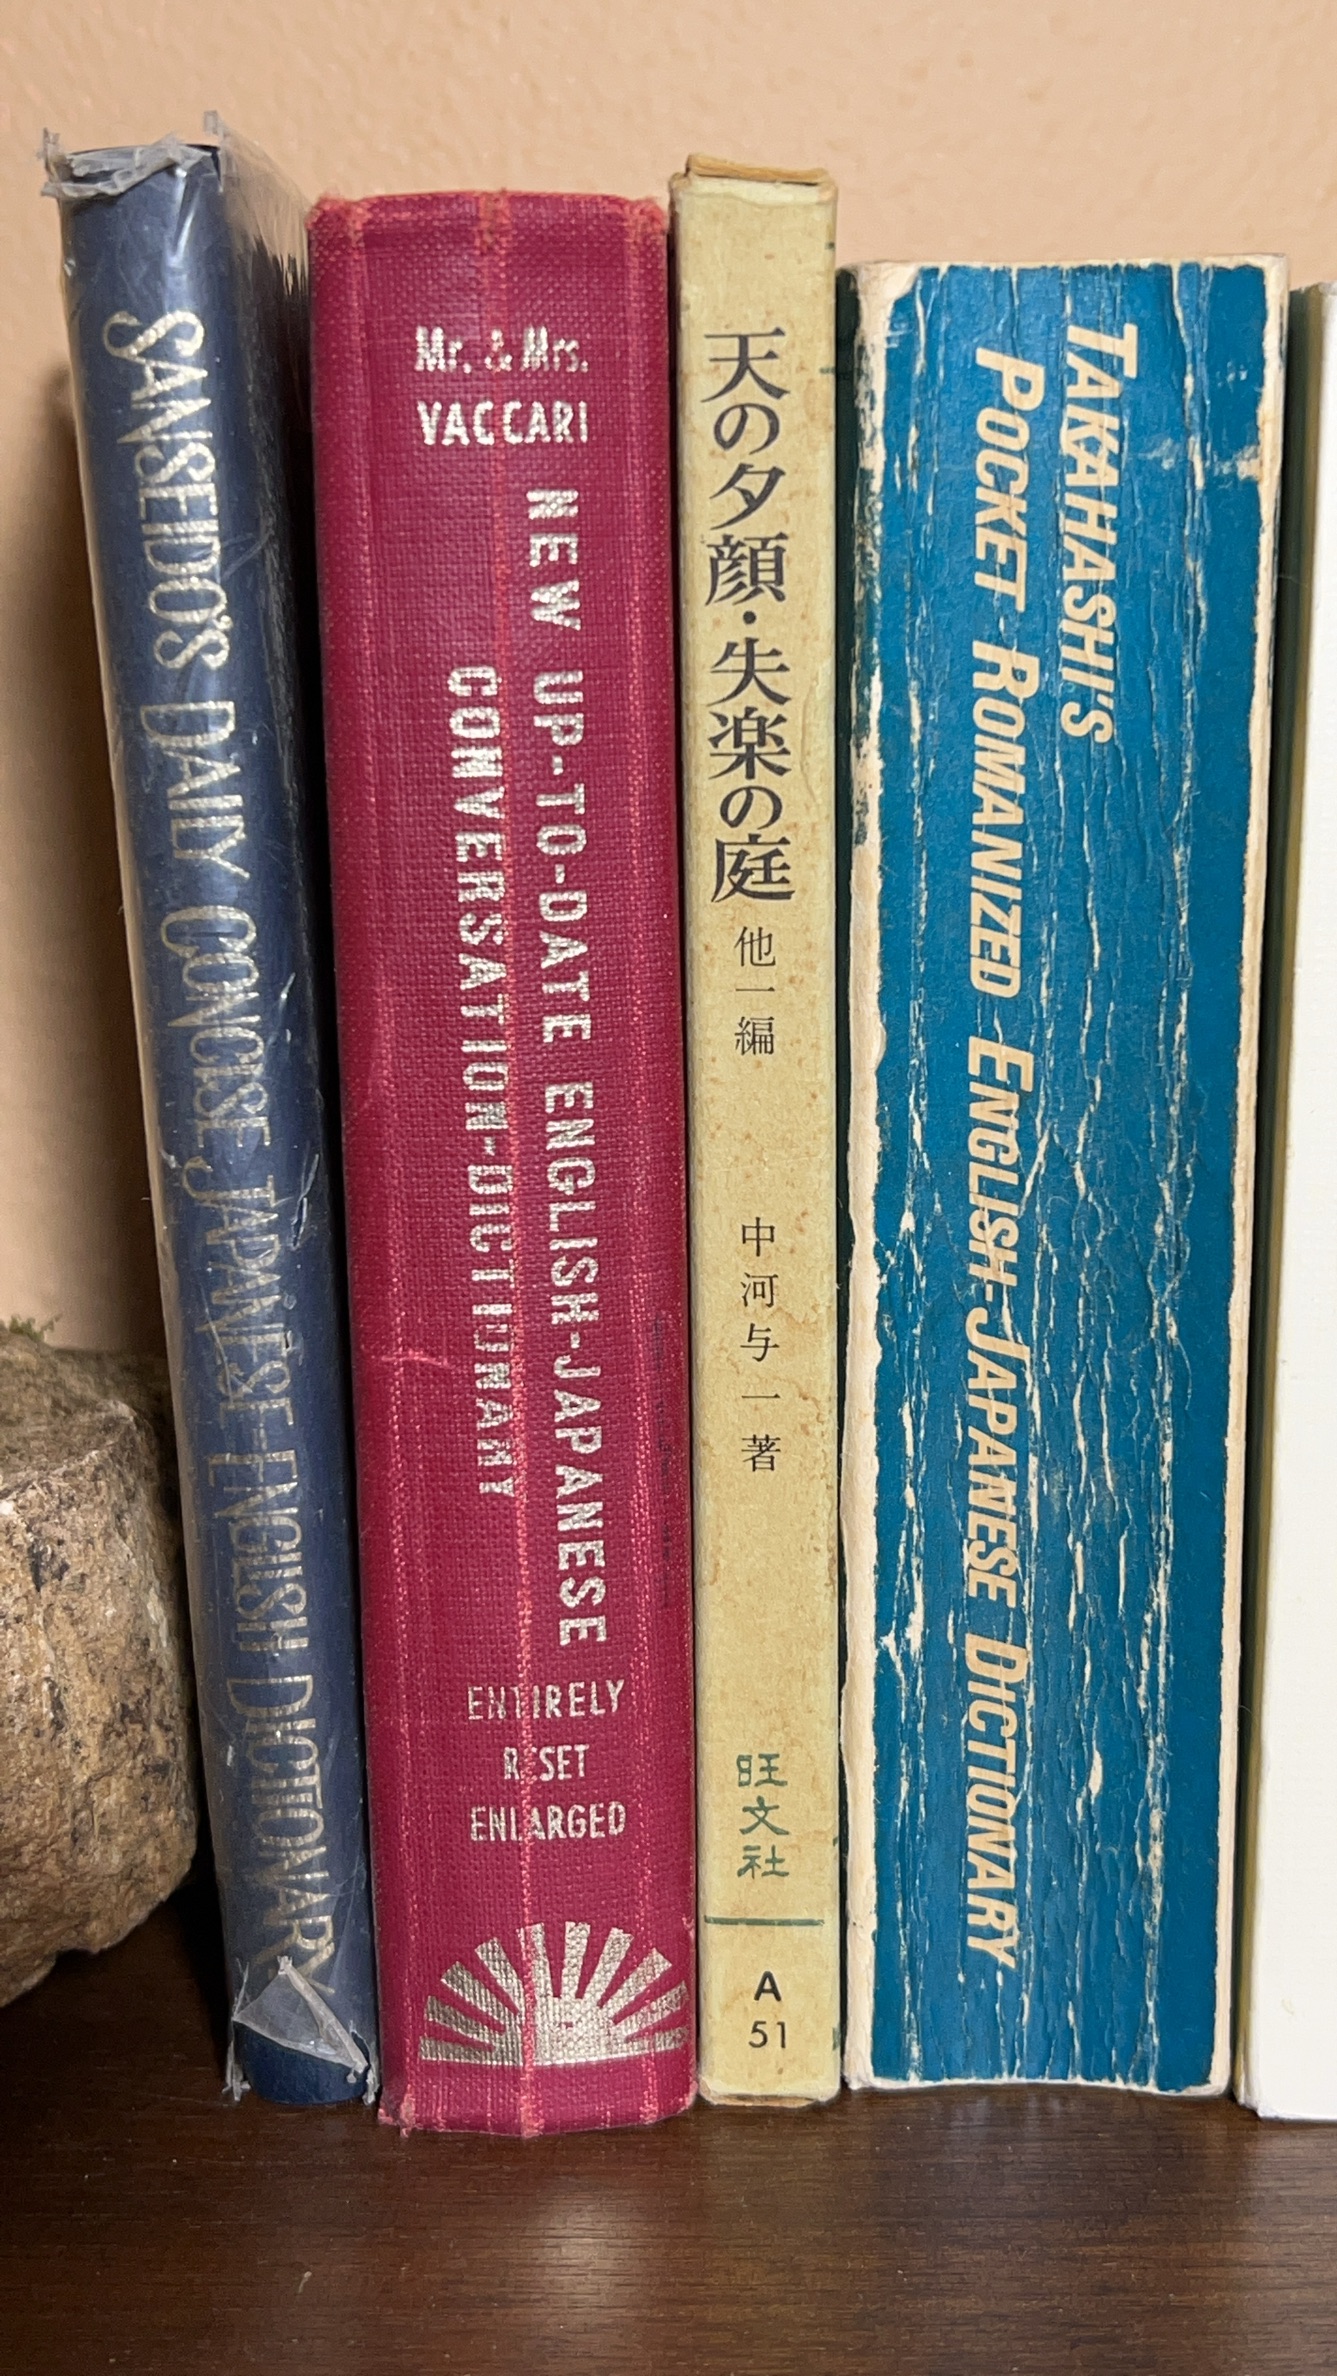 SANSEIDO'S DAILY CONCISE JAPANESE-ENGLISH DICTIONARY
Mr. & Mrs.
VACCARI
NEW UP-TO-DATE ENGLISH-JAPANESE
CONVERSATION-DICTIONARY
ENTIRELY
RESET
ENLARGED
天の夕顔・失楽の庭 他一編 中河与一著
旺文社
A
51
TAKAHASHI'S
POCKET ROMANIZED ENGLISH-JAPANESE DICTIONARY